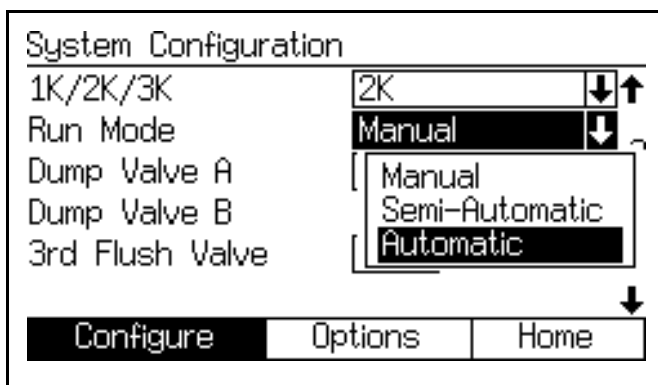 System Configuration
1K/2K/3K 2K
Run Mode Manual
Dump Valve A Manual
Dump Valve B Semi-Automatic
3rd Flush Valve Automatic
Configure Options Home